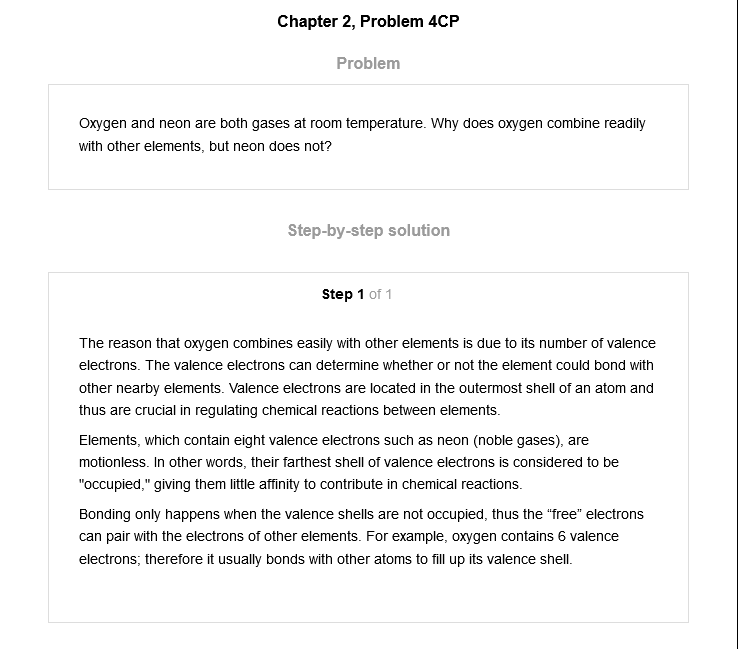 Chapter 2, Problem 4CP
Problem
Oxygen and neon are both gases at room temperature. Why does oxygen combine readily
with other elements, but neon does not?
Step-by-step solution
Step 1 of 1
The reason that oxygen combines easily with other elements is due to its number of valence
electrons. The valence electrons can determine whether or not the element could bond with
other nearby elements. Valence electrons are located in the outermost shell of an atom and
thus are crucial in regulating chemical reactions between elements.
Elements, which contain eight valence electrons such as neon (noble gases), are
motionless. In other words, their farthest shell of valence electrons is considered to be
"occupied," giving them little affinity to contribute in chemical reactions.
Bonding only happens when the valence shells are not occupied, thus the “free” electrons
can pair with the electrons of other elements. For example, oxygen contains 6 valence
electrons; therefore it usually bonds with other atoms to fill up its valence shell.